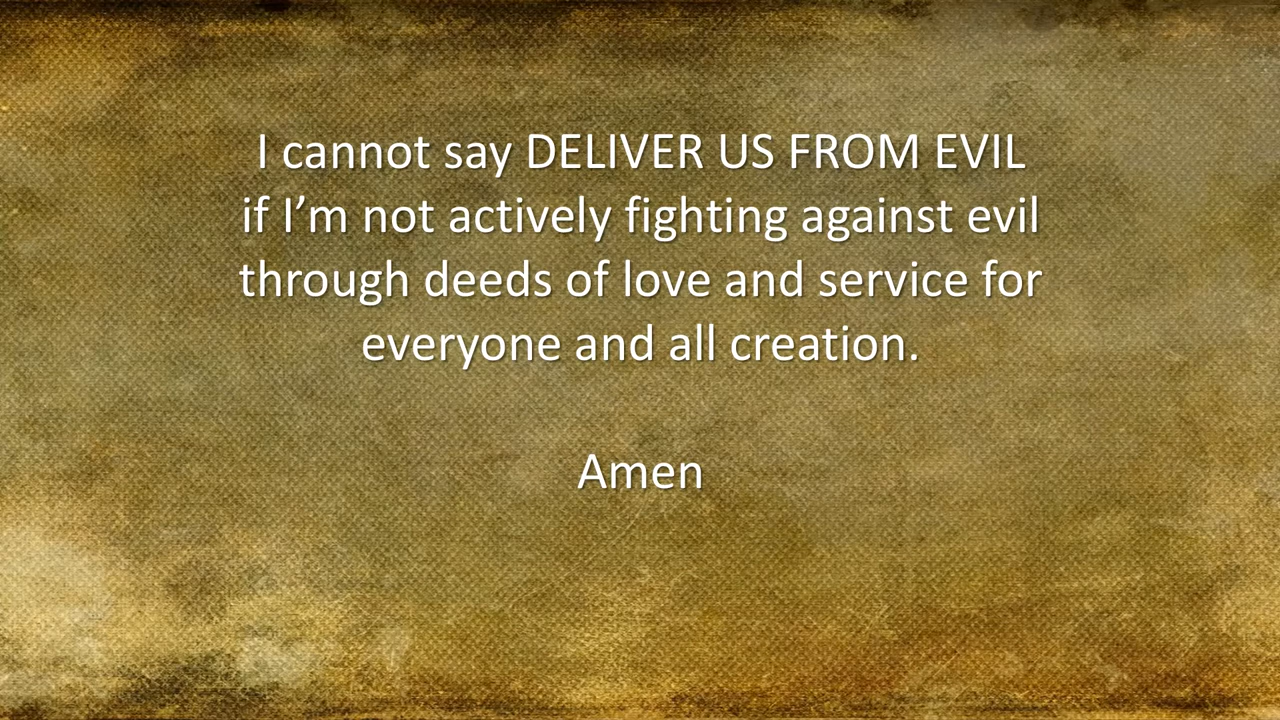 I cannot say DELIVER US FROM EVIL
if I’m not actively fighting against evil
through deeds of love and service for
everyone and all creation.
Amen